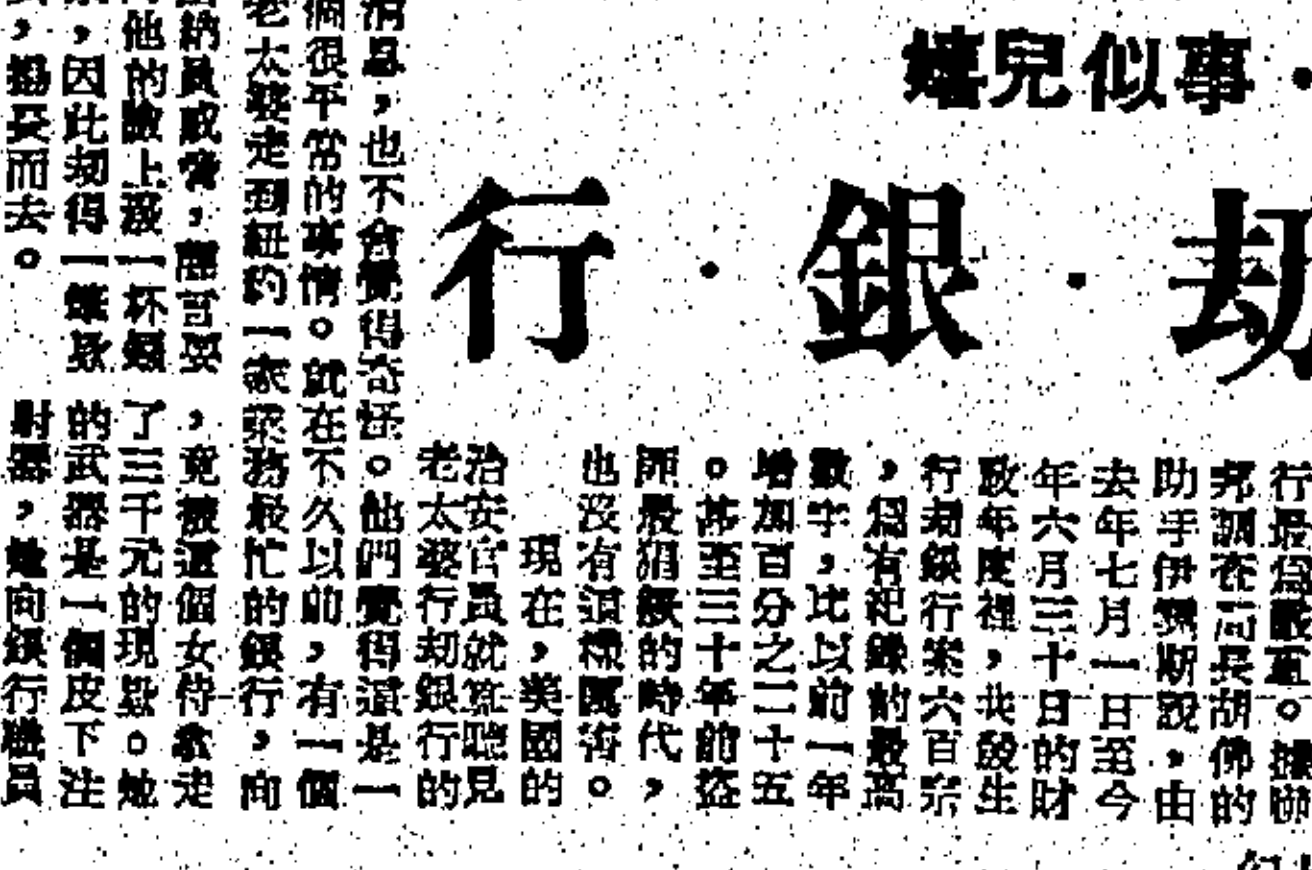 ・事似兒嬉
劫・銀・行
行最爲嚴重。據聯
邦調查局長胡佛的
助手伊爾斯說，由
去年七月一日至今
年六月三十日的財
政年度裡，共發生
行劫銀行案六百宗
，爲有紀錄的最高
數字，比以前一年
增加百分之二十五
。甚至三十年前盜
匪最猖獗的時代，
也沒有這樣厲害。
現在，美國的
治安官員就算聽見
老太婆行劫銀行的
消息，也不會覺得奇怪。他們覺得這是一
個很平常的事情。就在不久以前，有一個
老太婆走到紐約一家業務最忙的銀行，向
出納員威脅，聲言要
，竟被這個女侍歌走
他的臉上潑一杯
了三千元的現款。她
，因此劫得一
的武器是一個皮下注
，揚長而去。
射器，她向銀行職員